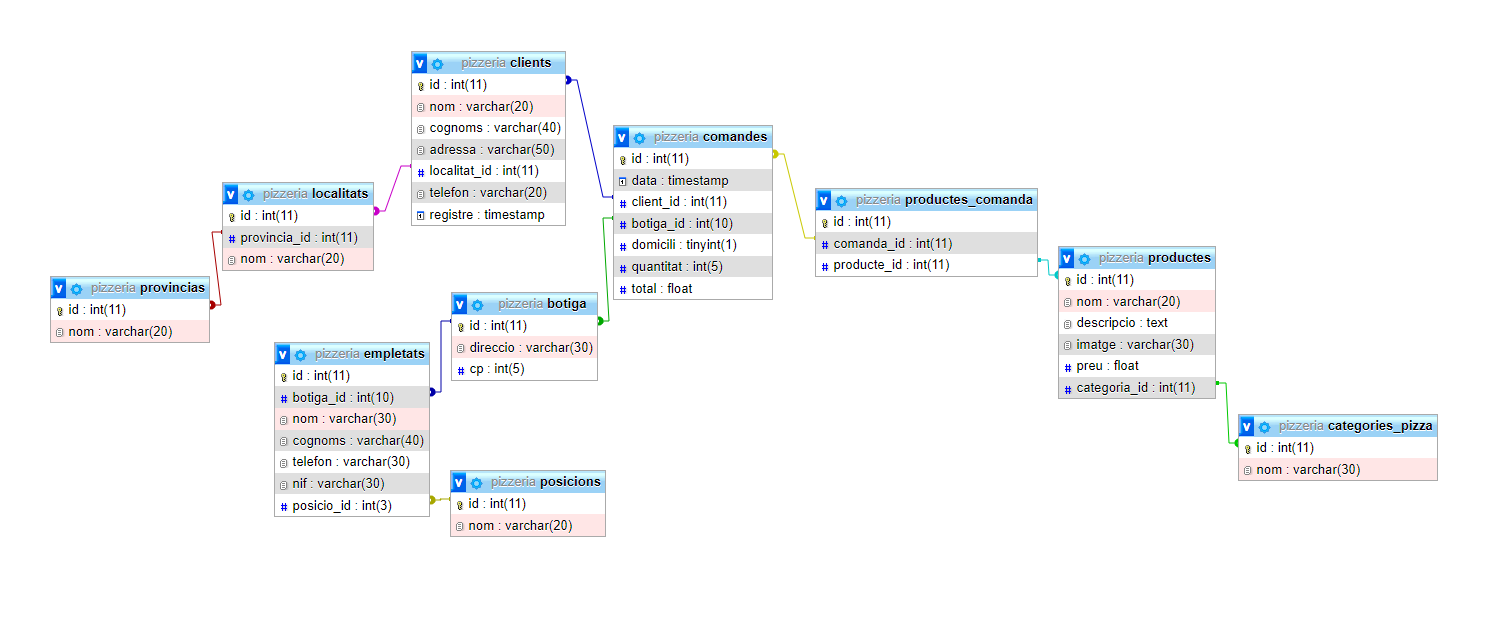 pizzeria clients
id : int(11)
nom : varchar(20)
cognoms : varchar(40)
adressa : varchar(50)
localitat_id : int(11)
telefon : varchar(20)
registre : timestamp
pizzeria comandes
id : int(11)
data : timestamp
client_id : int(11)
botiga_id : int(10)
domicili : tinyint(1)
quantitat : int(5)
total : float
pizzeria localitats
id : int(11)
provincia_id : int(11)
nom : varchar(20)
pizzeria productes_comanda
id : int(11)
comanda_id : int(11)
producte_id : int(11)
pizzeria productes
id : int(11)
nom : varchar(20)
descripcio : text
imatge : varchar(30)
preu : float
categoria_id : int(11)
pizzeria provincias
id : int(11)
nom : varchar(20)
pizzeria botiga
id : int(11)
direccio : varchar(30)
cp : int(5)
pizzeria empletats
id : int(11)
botiga_id : int(10)
nom : varchar(30)
cognoms : varchar(40)
telefon : varchar(30)
nif : varchar(30)
posicio_id : int(3)
pizzeria categories_pizza
id : int(11)
nom : varchar(30)
pizzeria posicions
id : int(11)
nom : varchar(20)